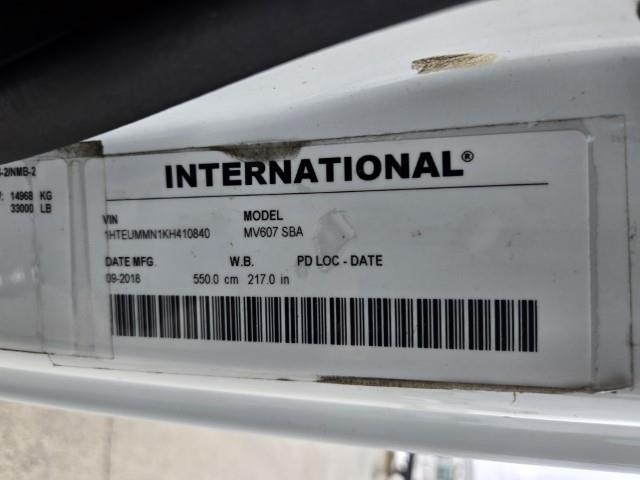 -2/NMB-2
14968 KG
33000 LB
INTERNATIONAL®
VIN MODEL
1HTEUMMN1KH410840 MV607 SBA
DATE MFG W.B. PD LOC - DATE
09-2018 550.0 cm 217.0 in